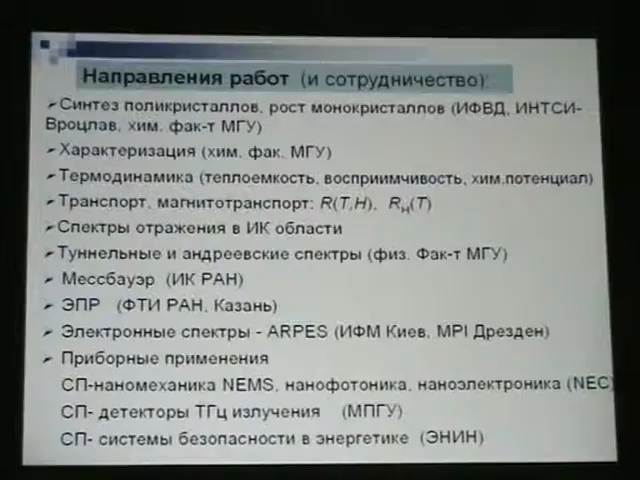 Направления работ (и сотрудничество):
➢Синтез поликристаллов, рост монокристаллов (ИФВД, ИНТСИ-
Вроцлав, хим. фак-т МГУ)
➢Характеризация (хим. фак. МГУ)
➢Термодинамика (теплоемкость, восприимчивость, хим.потенциал)
➢Транспорт, магнитотранспорт: R(T,H), R_H(T)
➢Спектры отражения в ИК области
➢Туннельные и андреевские спектры (физ. Фак-т МГУ)
➢ Мессбауэр (ИК РАН)
➢ ЭПР (ФТИ РАН, Казань)
➢ Электронные спектры - ARPES (ИФМ Киев, MPI Дрезден)
➢ Приборные применения
СП-наномеханика NEMS, нанофотоника, наноэлектроника (NEC)
СП- детекторы ТГц излучения (МПГУ)
СП- системы безопасности в энергетике (ЭНИН)